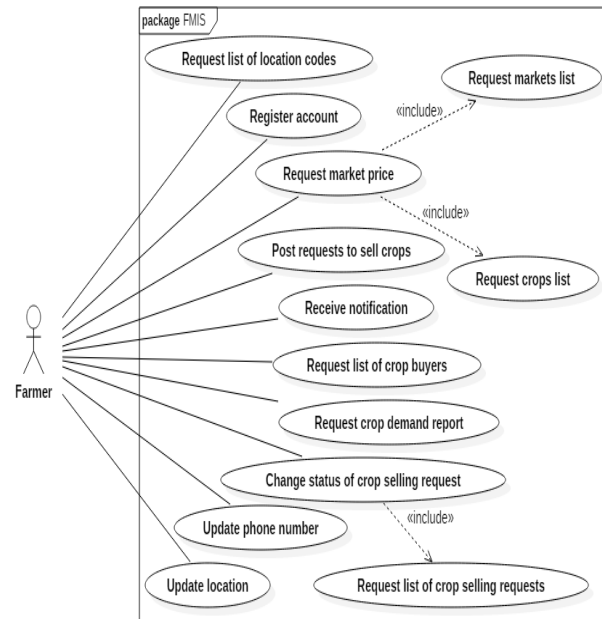 package FMIS
Request list of location codes
Request markets list
«include»
Register account
Request market price
«include»
Post requests to sell crops
Request crops list
Receive notification
Farmer
Request list of crop buyers
Request crop demand report
Change status of crop selling request
«include»
Update phone number
Update location
Request list of crop selling requests